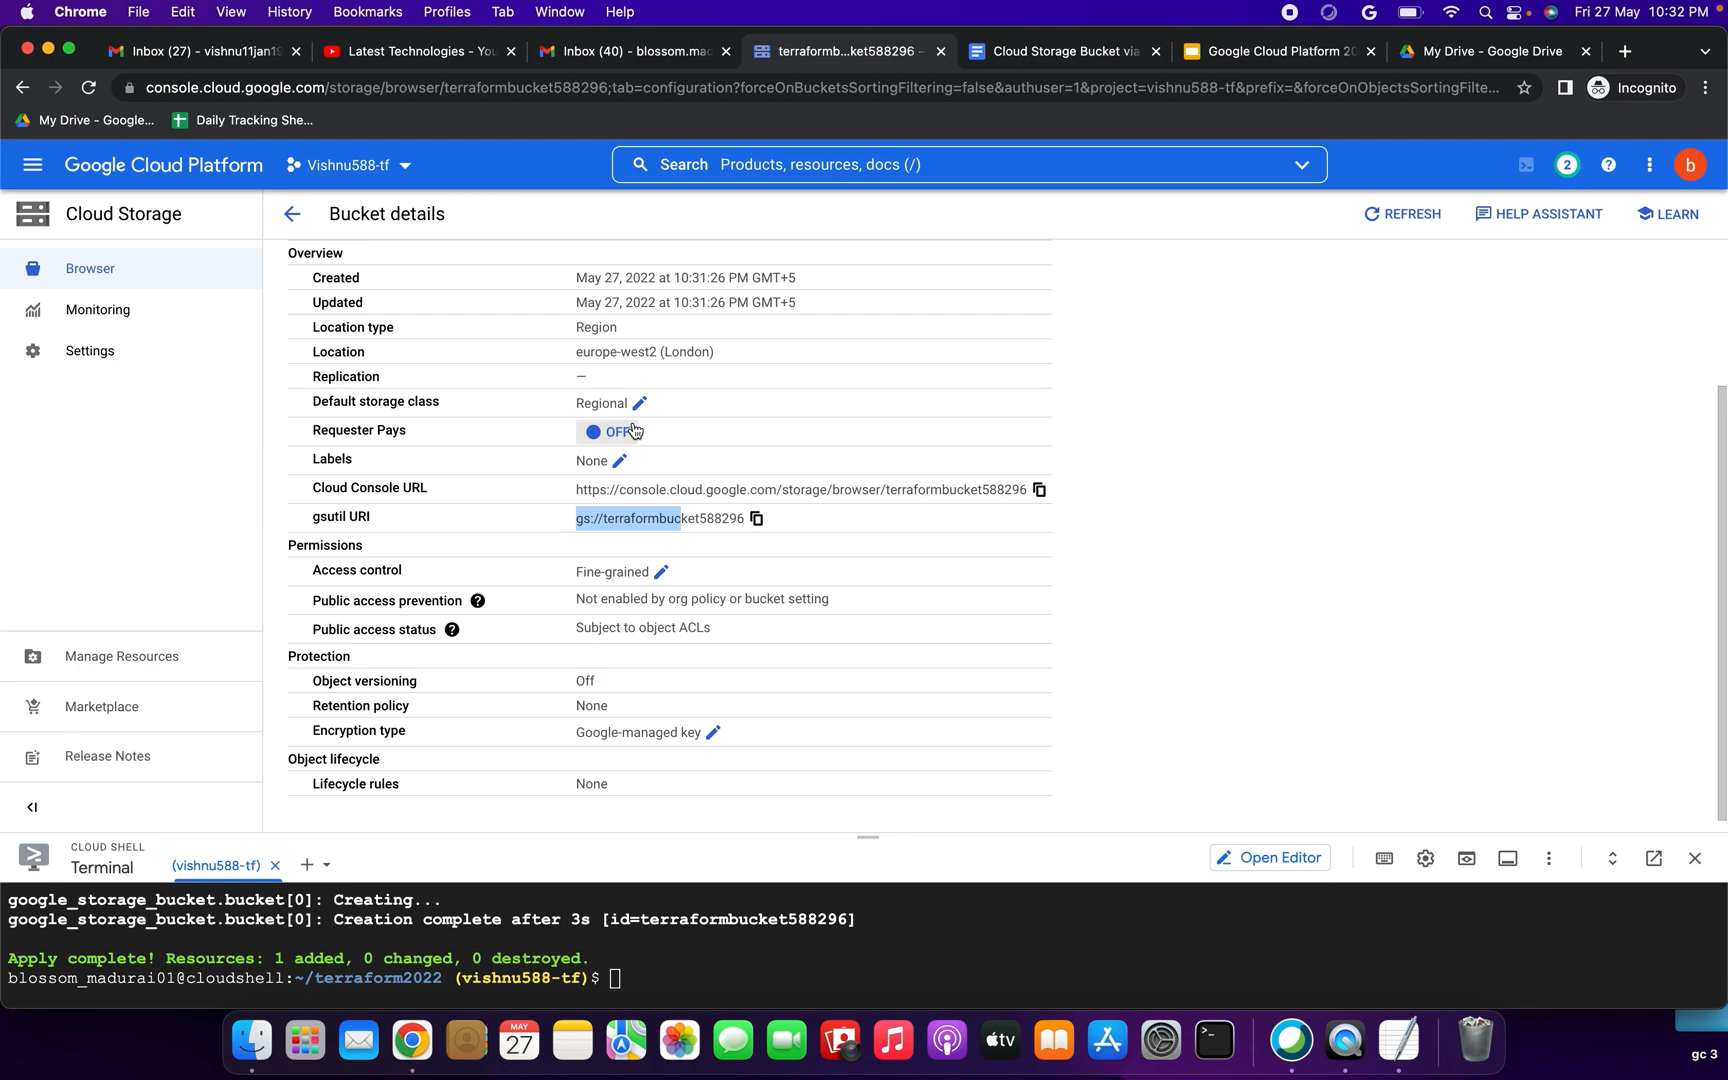 Chrome File Edit View History Bookmarks Profiles Tab Window Help Fri 27 May 10:32 PM
Inbox (27) - vishnu11jan19 Latest Technologies - You Inbox (40) - blossom.mad terraformb...ket588296 - Cloud Storage Bucket via Google Cloud Platform 20 My Drive - Google Drive
console.cloud.google.com/storage/browser/terraformbucket588296;tab=configuration?forceOnBucketsSortingFiltering=false&authuser=1&project=vishnu588-tf&prefix=&forceOnObjectsSortingFilte... Incognito
My Drive - Google... Daily Tracking She...
Google Cloud Platform Vishnu588-tf Search Products, resources, docs (/) 2 b
Cloud Storage Bucket details REFRESH HELP ASSISTANT LEARN
Browser
Monitoring
Settings
Manage Resources
Marketplace
Release Notes
Overview
Created May 27, 2022 at 10:31:26 PM GMT+5
Updated May 27, 2022 at 10:31:26 PM GMT+5
Location type Region
Location europe-west2 (London)
Replication —
Default storage class Regional
Requester Pays OFF
Labels None
Cloud Console URL https://console.cloud.google.com/storage/browser/terraformbucket588296
gsutil URI gs://terraformbucket588296
Permissions
Access control Fine-grained
Public access prevention Not enabled by org policy or bucket setting
Public access status Subject to object ACLs
Protection
Object versioning Off
Retention policy None
Encryption type Google-managed key
Object lifecycle
Lifecycle rules None
CLOUD SHELL
Terminal (vishnu588-tf) Open Editor
google_storage_bucket.bucket[0]: Creating...
google_storage_bucket.bucket[0]: Creation complete after 3s [id=terraformbucket588296]
Apply complete! Resources: 1 added, 0 changed, 0 destroyed.
blossom_madurai01@cloudshell:~/terraform2022 (vishnu588-tf)$
MAY
27
tv
gc 3